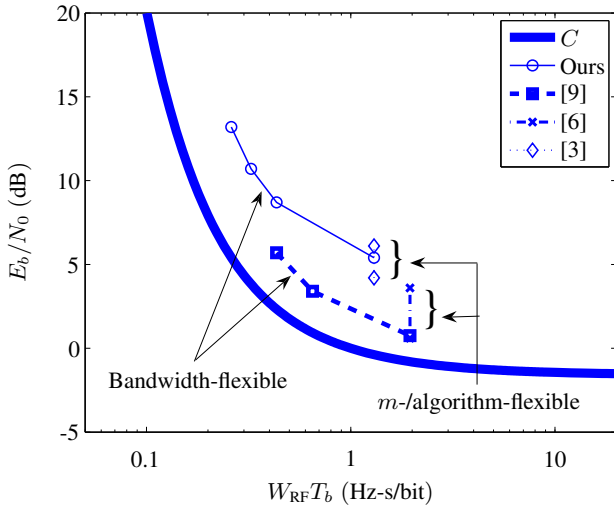 20
15
10
5
0
-5
0.1
1
10
E_b/N_0 (dB)
W_RF T_b (Hz-s/bit)
C
Ours
[9]
[6]
[3]
}
}
Bandwidth-flexible
m-/algorithm-flexible